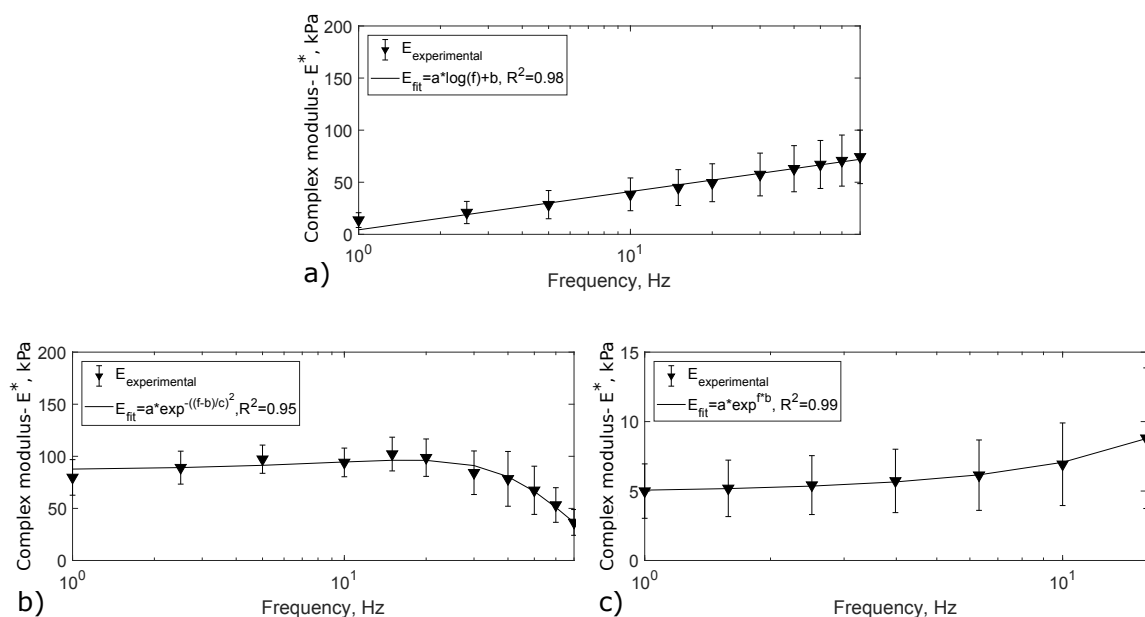 200
150
100
50
0
Complex modulus- E*, kPa
E_experimental
E_fit=a*log(f)+b, R²=0.98
10⁰
10¹
Frequency, Hz
a)
200
150
100
50
0
Complex modulus- E*, kPa
E_experimental
E_fit=a*exp^-((f-b)/c)²,R²=0.95
10⁰
10¹
Frequency, Hz
b)
15
10
5
0
Complex modulus- E*, kPa
E_experimental
E_fit=a*exp^f*b, R²=0.99
10⁰
10¹
Frequency, Hz
c)